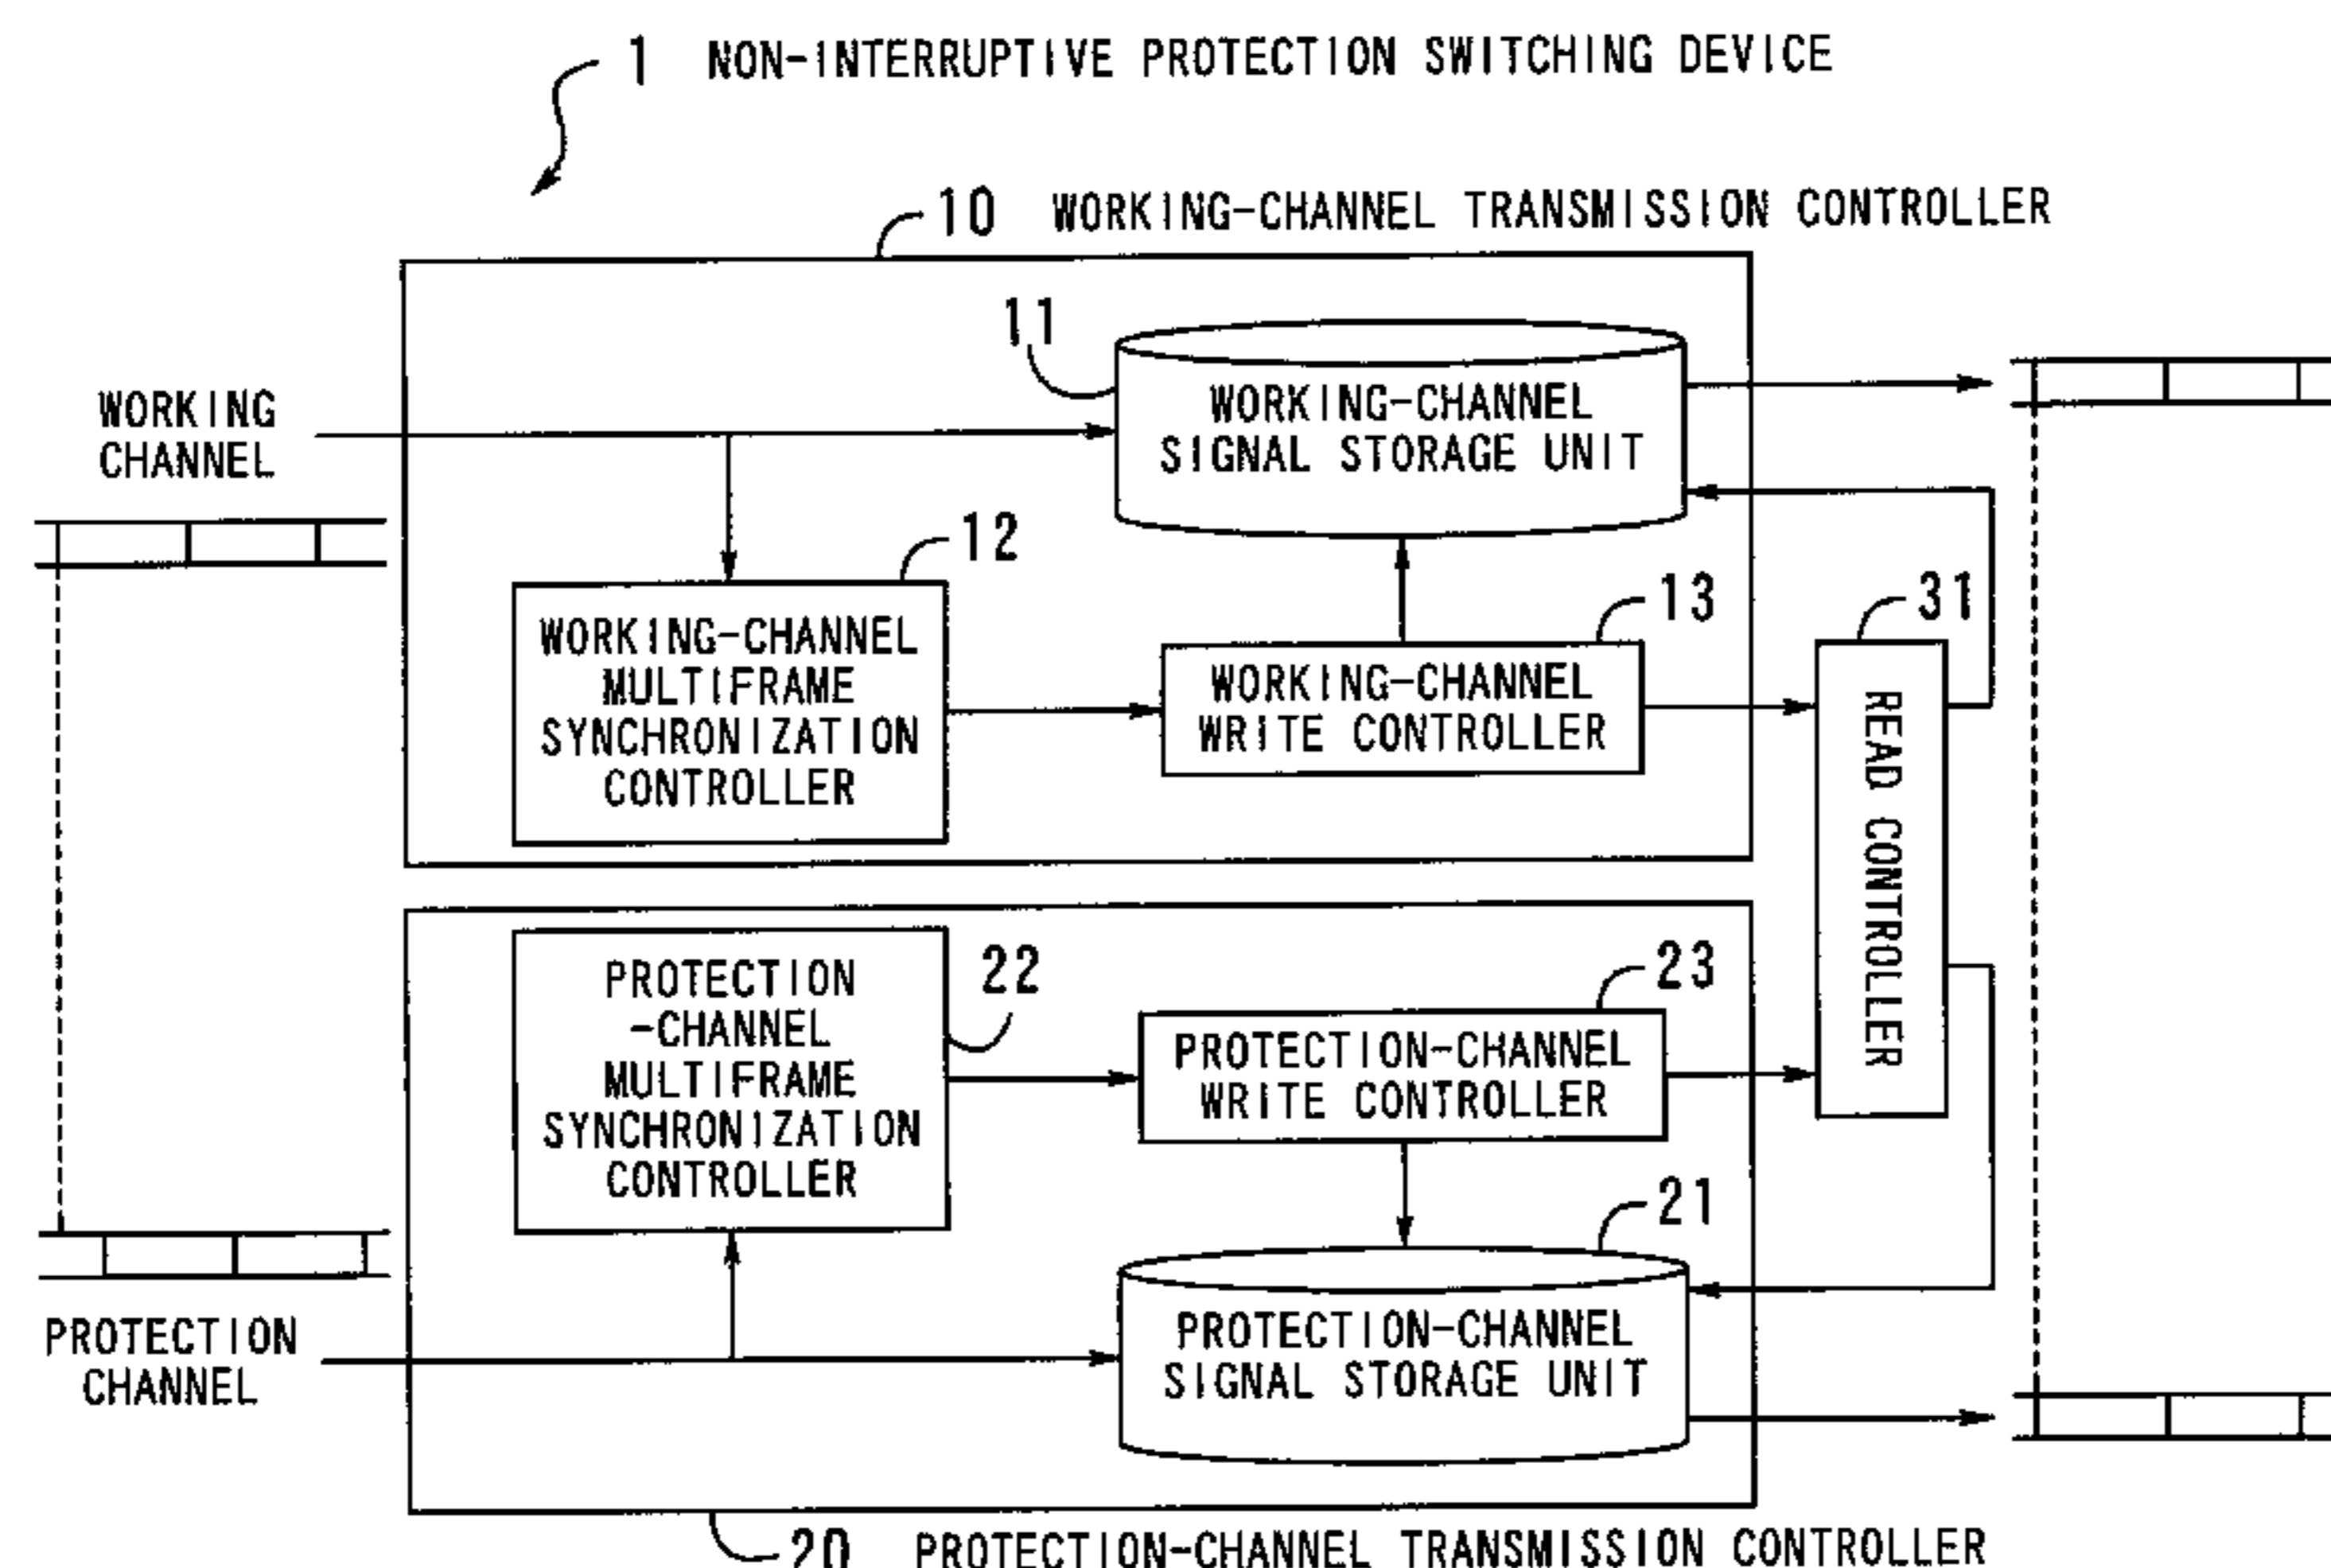 1 NON-INTERRUPTIVE PROTECTION SWITCHING DEVICE
10 WORKING-CHANNEL TRANSMISSION CONTROLLER
11
WORKING-CHANNEL
SIGNAL STORAGE UNIT
WORKING
CHANNEL
12
WORKING-CHANNEL
MULTIFRAME
SYNCHRONIZATION
CONTROLLER
13
WORKING-CHANNEL
WRITE CONTROLLER
31
READ CONTROLLER
22
PROTECTION
-CHANNEL
MULTIFRAME
SYNCHRONIZATION
CONTROLLER
23
PROTECTION-CHANNEL
WRITE CONTROLLER
21
PROTECTION-CHANNEL
SIGNAL STORAGE UNIT
PROTECTION
CHANNEL
20 PROTECTION-CHANNEL TRANSMISSION CONTROLLER